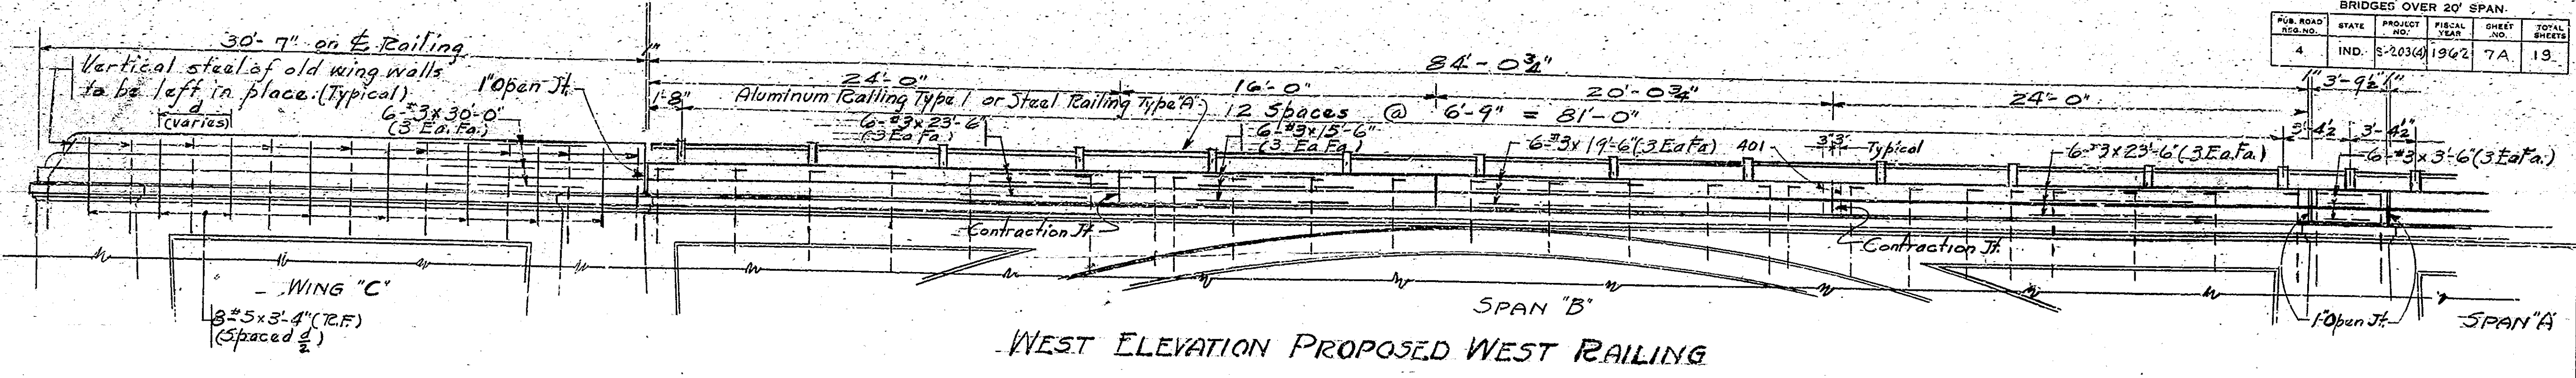 BRIDGES OVER 20' SPAN.
PUB. ROAD REG. NO. STATE PROJECT NO. FISCAL YEAR SHEET NO. TOTAL SHEETS
4 IND. S-203(4) 1962 7A 19
30'-7" on ℄ Railing
1"
84'-0¾"
1" 3'-9½" 1"
Vertical steel of old wing walls
to be left in place. (Typical)
1" Open Jt.
24'-0"
16'-0"
20'-0¾"
24'-0"
1'-8"
Aluminum Railing Type 1 or Steel Railing Type "A"
12 Spaces @ 6'-9" = 81'-0"
3'-4½ 3'-4½"
d
(varies)
6-#3x30'-0"
(3 Ea. Fa.)
6-#3x23'-6"
(3 Ea. Fa.)
6-#3x15'-6"
(3 Ea. Fa.)
6-#3x19'-6" (3 Ea Fa)
401
3" 3"
Typical
6-#3x23'-6" (3 Ea. Fa.)
6-#3x3'-6" (3 Ea Fa.)
Contraction Jt.
Contraction Jt.
WING "C"
8-#5x3'-4" (R.F.)
(Spaced d/2)
SPAN "B"
1" Open Jt.
SPAN "A"
WEST ELEVATION PROPOSED WEST RAILING